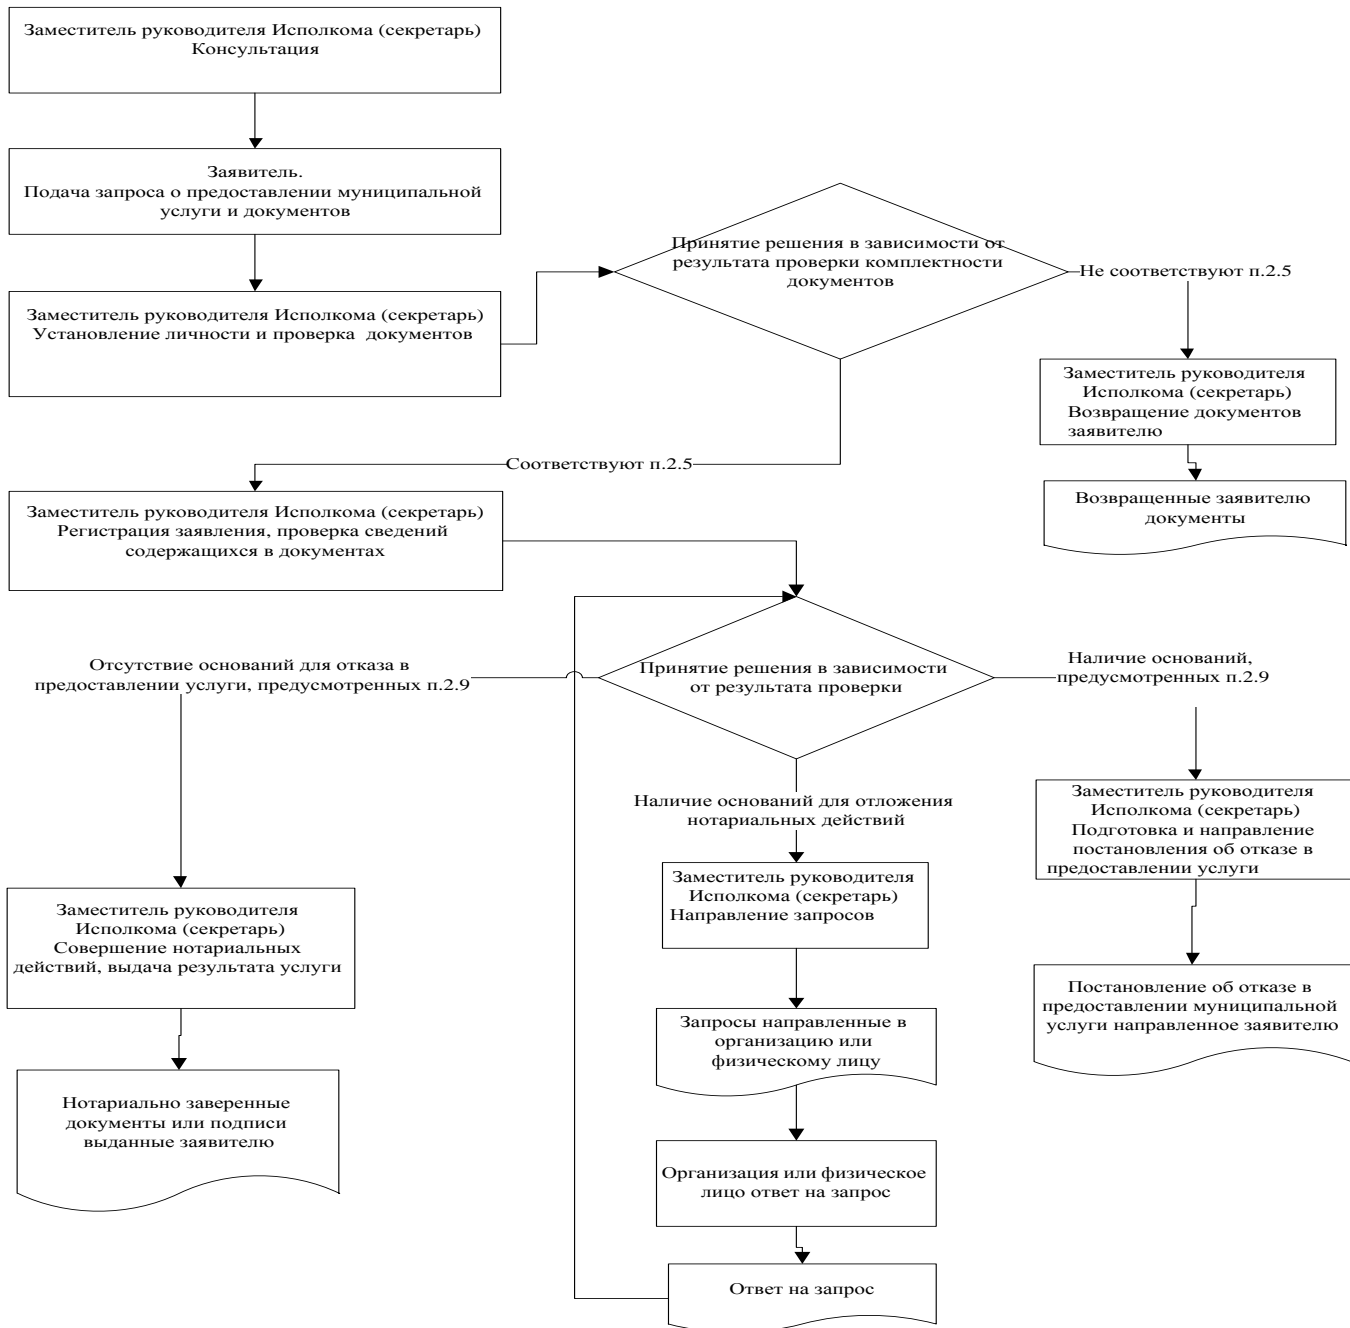 Заместитель руководителя Исполкома (секретарь)
Консультация
Заявитель.
Подача запроса о предоставлении муниципальной
услуги и документов
Заместитель руководителя Исполкома (секретарь)
Установление личности и проверка документов
Принятие решения в зависимости от
результата проверки комплектности
документов
Не соответствуют п.2.5
Заместитель руководителя
Исполкома (секретарь)
Возвращение документов
заявителю
Возвращенные заявителю
документы
Соответствуют п.2.5
Заместитель руководителя Исполкома (секретарь)
Регистрация заявления, проверка сведений
содержащихся в документах
Принятие решения в зависимости
от результата проверки
Отсутствие оснований для отказа в
предоставлении услуги, предусмотренных п.2.9
Наличие оснований,
предусмотренных п.2.9
Наличие оснований для отложения
нотариальных действий
Заместитель руководителя
Исполкома (секретарь)
Совершение нотариальных
действий, выдача результата услуги
Нотариально заверенные
документы или подписи
выданные заявителю
Заместитель руководителя
Исполкома (секретарь)
Направление запросов
Запросы направленные в
организацию или
физическому лицу
Организация или физическое
лицо ответ на запрос
Ответ на запрос
Заместитель руководителя
Исполкома (секретарь)
Подготовка и направление
постановления об отказе в
предоставлении услуги
Постановление об отказе в
предоставлении муниципальной
услуги направленное заявителю